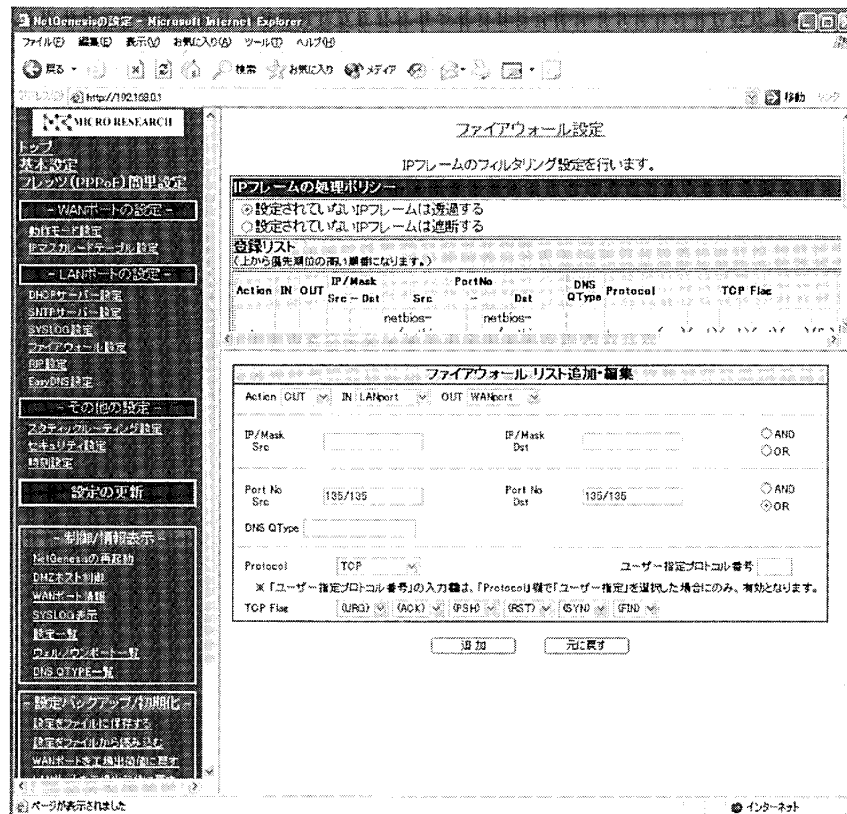 NetGenesisの設定 - Microsoft Internet Explorer
ファイル(F) 編集(E) 表示(V) お気に入り(A) ツール(T) ヘルプ(H)
戻る 検索 お気に入り メディア
http://192.168.0.1 移動 リンク
MICRO RESEARCH
トップ
基本設定
フレッツ(PPPoE)簡単設定
- WANポートの設定 -
動作モード設定
IPマスカレードテーブル設定
- LANポートの設定 -
DHCPサーバー設定
SNTPサーバー設定
SYSLOG設定
ファイアウォール設定
RIP設定
EasyDNS設定
- その他の設定 -
スタティックルーティング設定
セキュリティ設定
時刻設定
設定の更新
- 制御/情報表示 -
NetGenesisの再起動
DMZホスト制御
WANポート情報
SYSLOG表示
設定一覧
ウェルノウンポート一覧
DNS QTYPE一覧
- 設定バックアップ/初期化 -
設定をファイルに保存する
設定をファイルから読み込む
WANポートを工場出荷値に戻す
ファイアウォール設定
IPフレームのフィルタリング設定を行います。
IPフレームの処理ポリシー
設定されていないIPフレームは透過する
設定されていないIPフレームは遮断する
登録リスト
(上から優先順位の高い順番になります。)
Action IN OUT IP/Mask Src - Dst PortNo Src - Dst DNS QType Protocol TCP Flag
netbios- netbios-
ファイアウォール リスト追加・編集
Action OUT IN LANport OUT WANport
IP/Mask Src IP/Mask Dst AND
OR
Port No Src 135/135 Port No Dst 135/135 AND
OR
DNS QType
Protocol TCP ユーザー指定プロトコル番号
※「ユーザー指定プロトコル番号」の入力欄は、「Protocol」欄で「ユーザー指定」を選択した場合にのみ、有効となります。
TCP Flag (URG) (ACK) (PSH) (RST) (SYN) (FIN)
追加 元に戻す
ページが表示されました インターネット